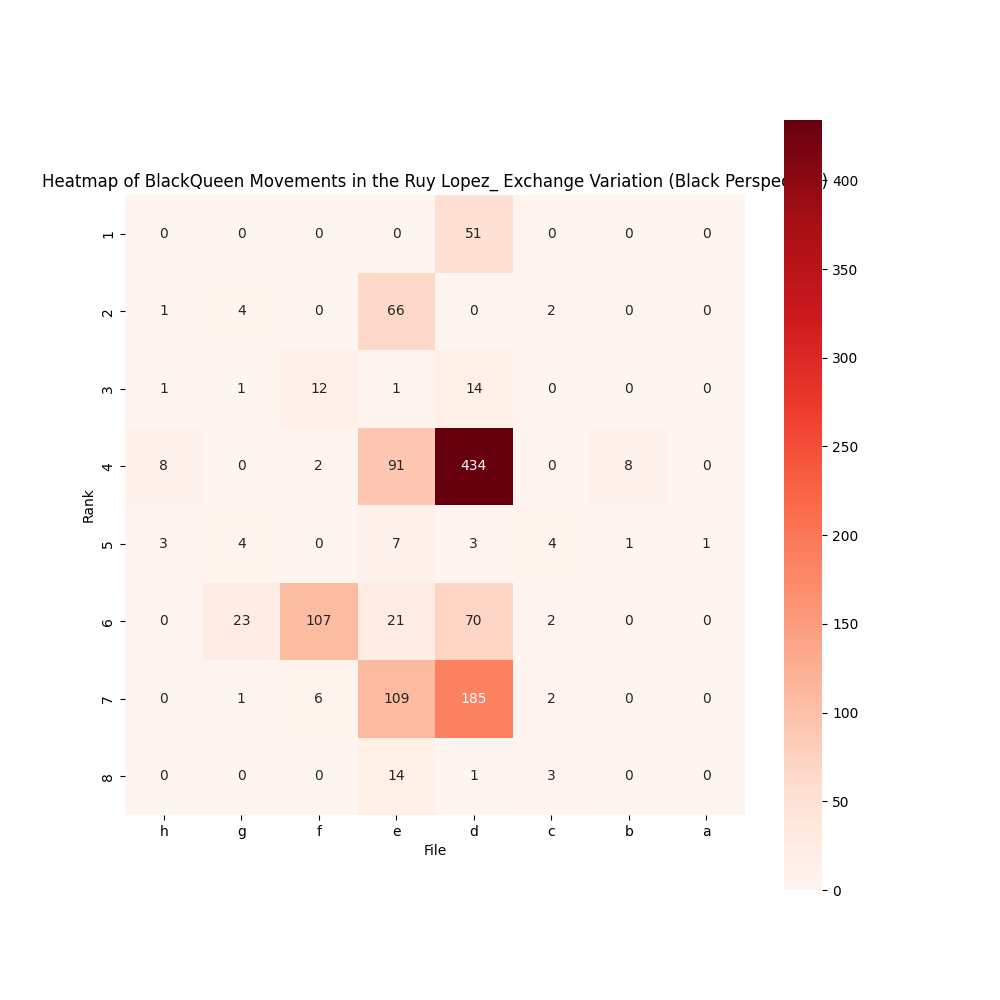 Heatmap of BlackQueen Movements in the Ruy Lopez_ Exchange Variation (Black Perspe )
1 0 0 0 0 51 0 0 0
2 1 4 0 66 0 2 0 0
3 1 1 12 1 14 0 0 0
4 8 0 2 91 434 0 8 0
5 3 4 0 7 3 4 1 1
6 0 23 107 21 70 2 0 0
7 0 1 6 109 185 2 0 0
8 0 0 0 14 1 3 0 0
h g f e d c b a
File
Rank
400
350
300
250
200
150
100
50
0